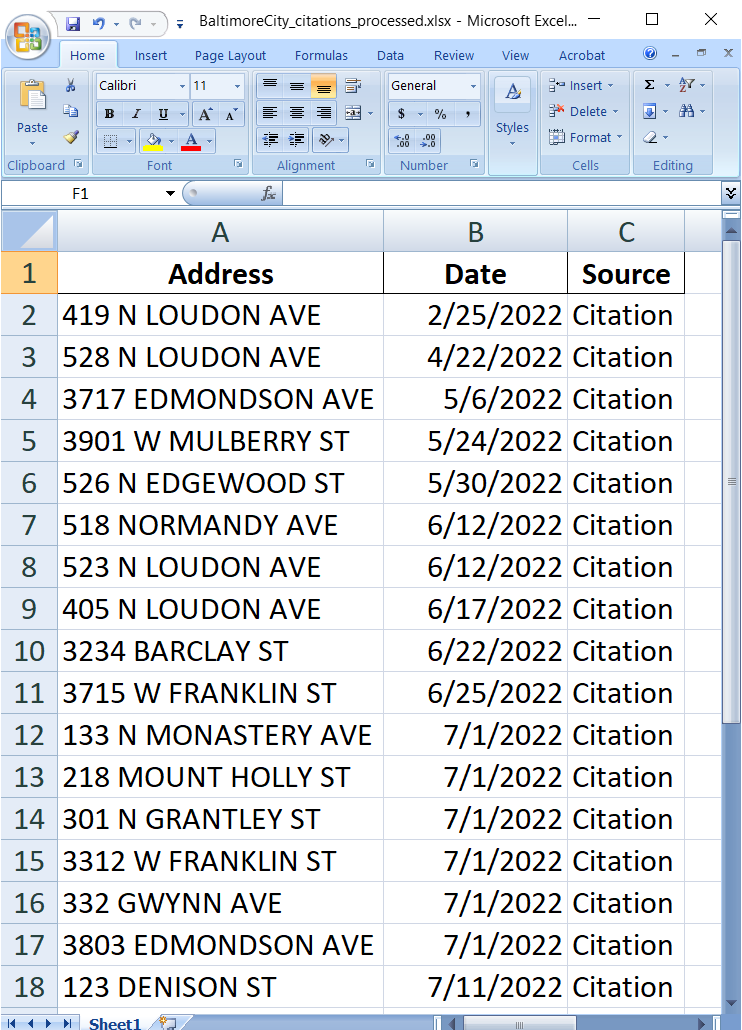 BaltimoreCity_citations_processed.xlsx - Microsoft Excel...
Home Insert Page Layout Formulas Data Review View Acrobat
Calibri 11 General Insert
Paste B I U A A $ % , Styles Delete
A .00 .00 Format
Clipboard Font Alignment Number Cells Editing
F1 fx
A B C
1 Address Date Source
2 419 N LOUDON AVE 2/25/2022 Citation
3 528 N LOUDON AVE 4/22/2022 Citation
4 3717 EDMONDSON AVE 5/6/2022 Citation
5 3901 W MULBERRY ST 5/24/2022 Citation
6 526 N EDGEWOOD ST 5/30/2022 Citation
7 518 NORMANDY AVE 6/12/2022 Citation
8 523 N LOUDON AVE 6/12/2022 Citation
9 405 N LOUDON AVE 6/17/2022 Citation
10 3234 BARCLAY ST 6/22/2022 Citation
11 3715 W FRANKLIN ST 6/25/2022 Citation
12 133 N MONASTERY AVE 7/1/2022 Citation
13 218 MOUNT HOLLY ST 7/1/2022 Citation
14 301 N GRANTLEY ST 7/1/2022 Citation
15 3312 W FRANKLIN ST 7/1/2022 Citation
16 332 GWYNN AVE 7/1/2022 Citation
17 3803 EDMONDSON AVE 7/1/2022 Citation
18 123 DENISON ST 7/11/2022 Citation
Sheet1